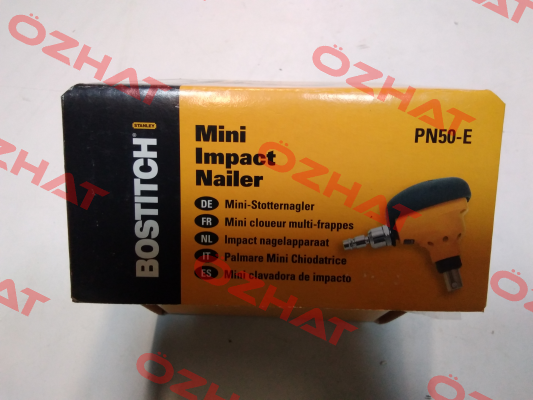 STANLEY
BOSTITCH
Mini
Impact
Nailer
PN50-E
DE Mini-Stotternagler
FR Mini cloueur multi-frappes
NL Impact nagelapparaat
IT Palmare Mini Chiodatrice
ES Mini clavadora de impacto
ÖZHAT
ÖZHAT
ÖZHAT
ÖZHAT
ÖZHAT
ÖZHAT
ÖZHAT
ÖZHAT
ÖZHAT